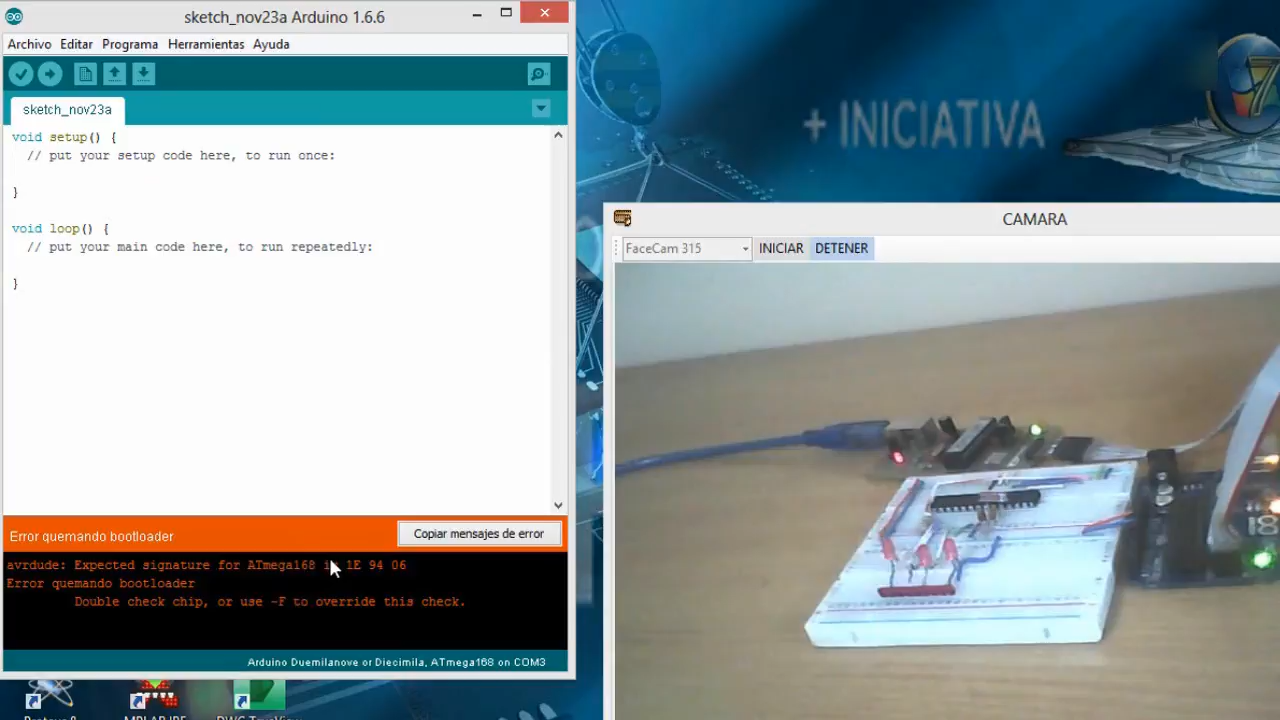 sketch_nov23a Arduino 1.6.6
Archivo Editar Programa Herramientas Ayuda
sketch_nov23a
void setup() {
// put your setup code here, to run once:
}
void loop() {
// put your main code here, to run repeatedly:
}
Error quemando bootloader
Copiar mensajes de error
avrdude: Expected signature for ATmega168 1E 94 06
Error quemando bootloader
Double check chip, or use -F to override this check.
Arduino Duemilanove or Diecimila, ATmega168 on COM3
+ INICIATIVA
7
CAMARA
FaceCam 315 INICIAR DETENER